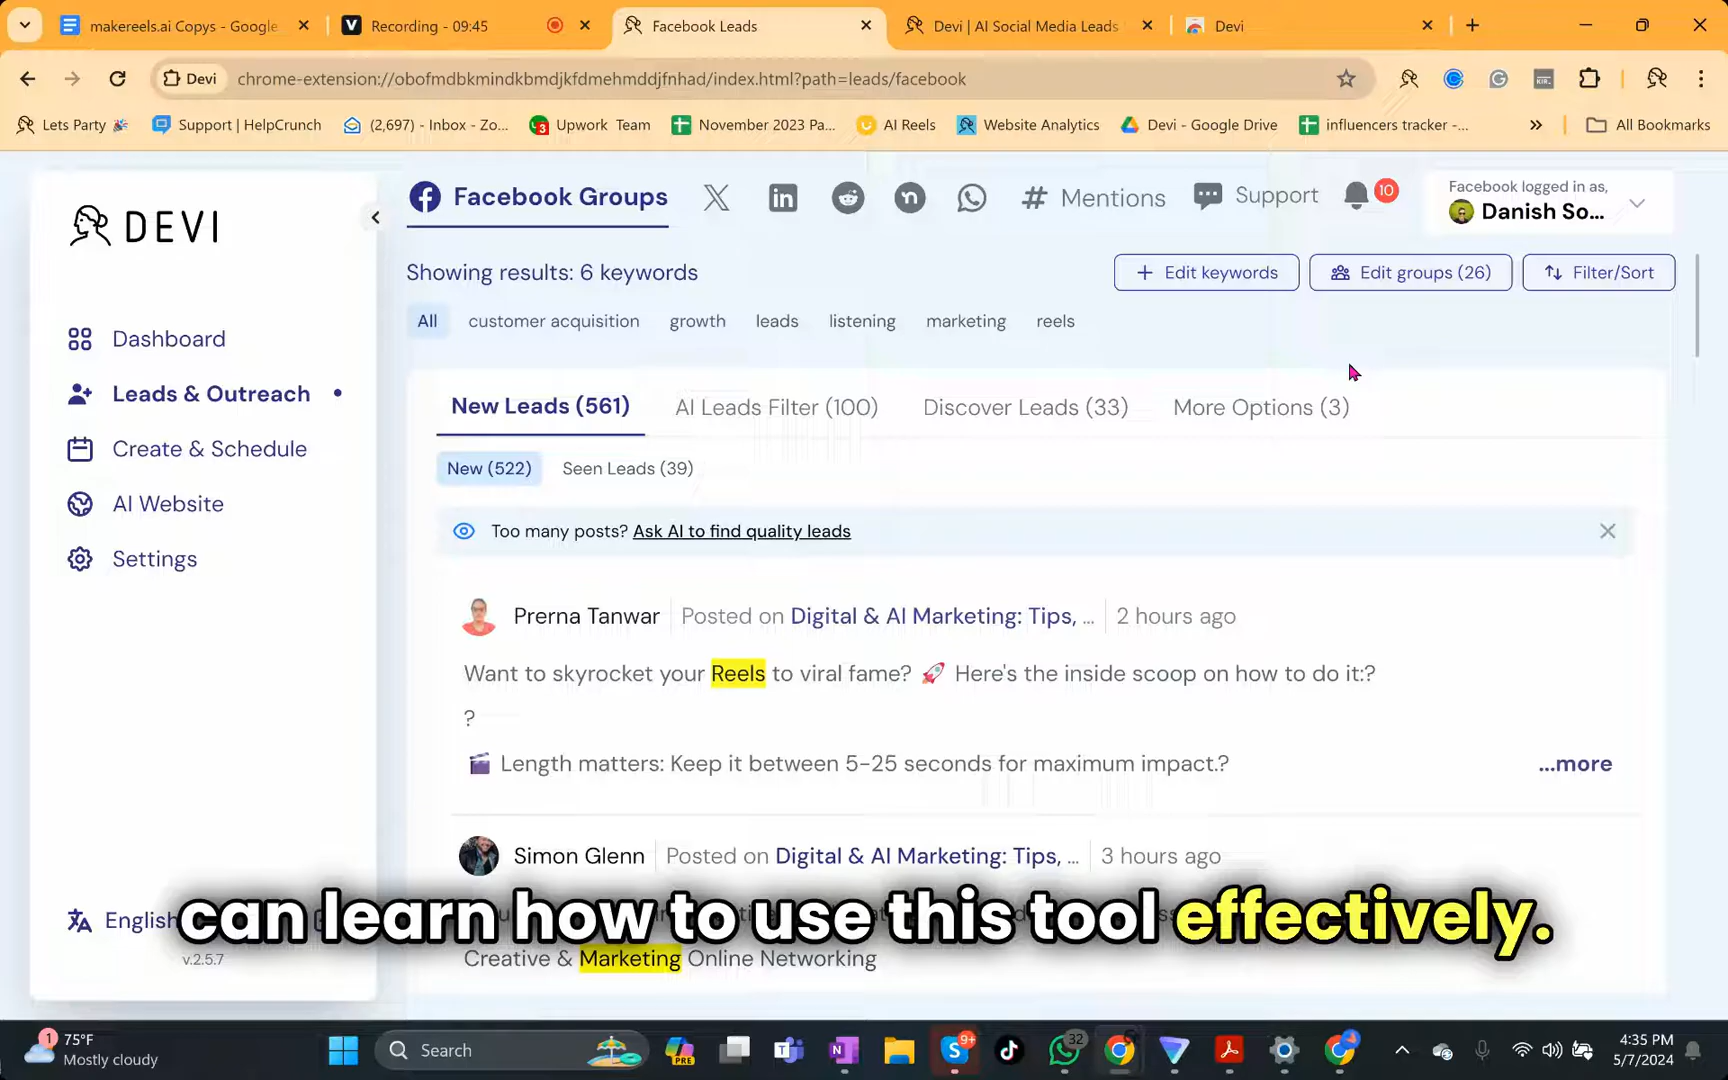 makereels.ai Copys - Google
Recording - 09:45
Facebook Leads
Devi | AI Social Media Leads
Devi
Devi
chrome-extension://obofmdbkmindkbmdjkfdmehmddjfnhad/index.html?path=leads/facebook
Lets Party 🎉
Support | HelpCrunch
(2,697) - Inbox - Zo...
Upwork Team
November 2023 Pa...
AI Reels
Website Analytics
Devi - Google Drive
influencers tracker -...
All Bookmarks
DEVI
Facebook Groups
# Mentions
Support
10
Facebook logged in as,
Danish So...
Showing results: 6 keywords
+ Edit keywords
Edit groups (26)
Filter/Sort
All
customer acquisition
growth
leads
listening
marketing
reels
Dashboard
Leads & Outreach
Create & Schedule
AI Website
Settings
New Leads (561)
AI Leads Filter (100)
Discover Leads (33)
More Options (3)
New (522)
Seen Leads (39)
Too many posts? Ask AI to find quality leads
Prerna Tanwar
Posted on Digital & AI Marketing: Tips, ...
2 hours ago
Want to skyrocket your Reels to viral fame? 🚀 Here's the inside scoop on how to do it:?
?
🎬 Length matters: Keep it between 5-25 seconds for maximum impact.?
...more
Simon Glenn
Posted on Digital & AI Marketing: Tips, ...
3 hours ago
can learn how to use this tool effectively.
Creative & Marketing Online Networking
English
v.2.5.7
1
75°F
Mostly cloudy
Search
PRE
9+
32
4:35 PM
5/7/2024